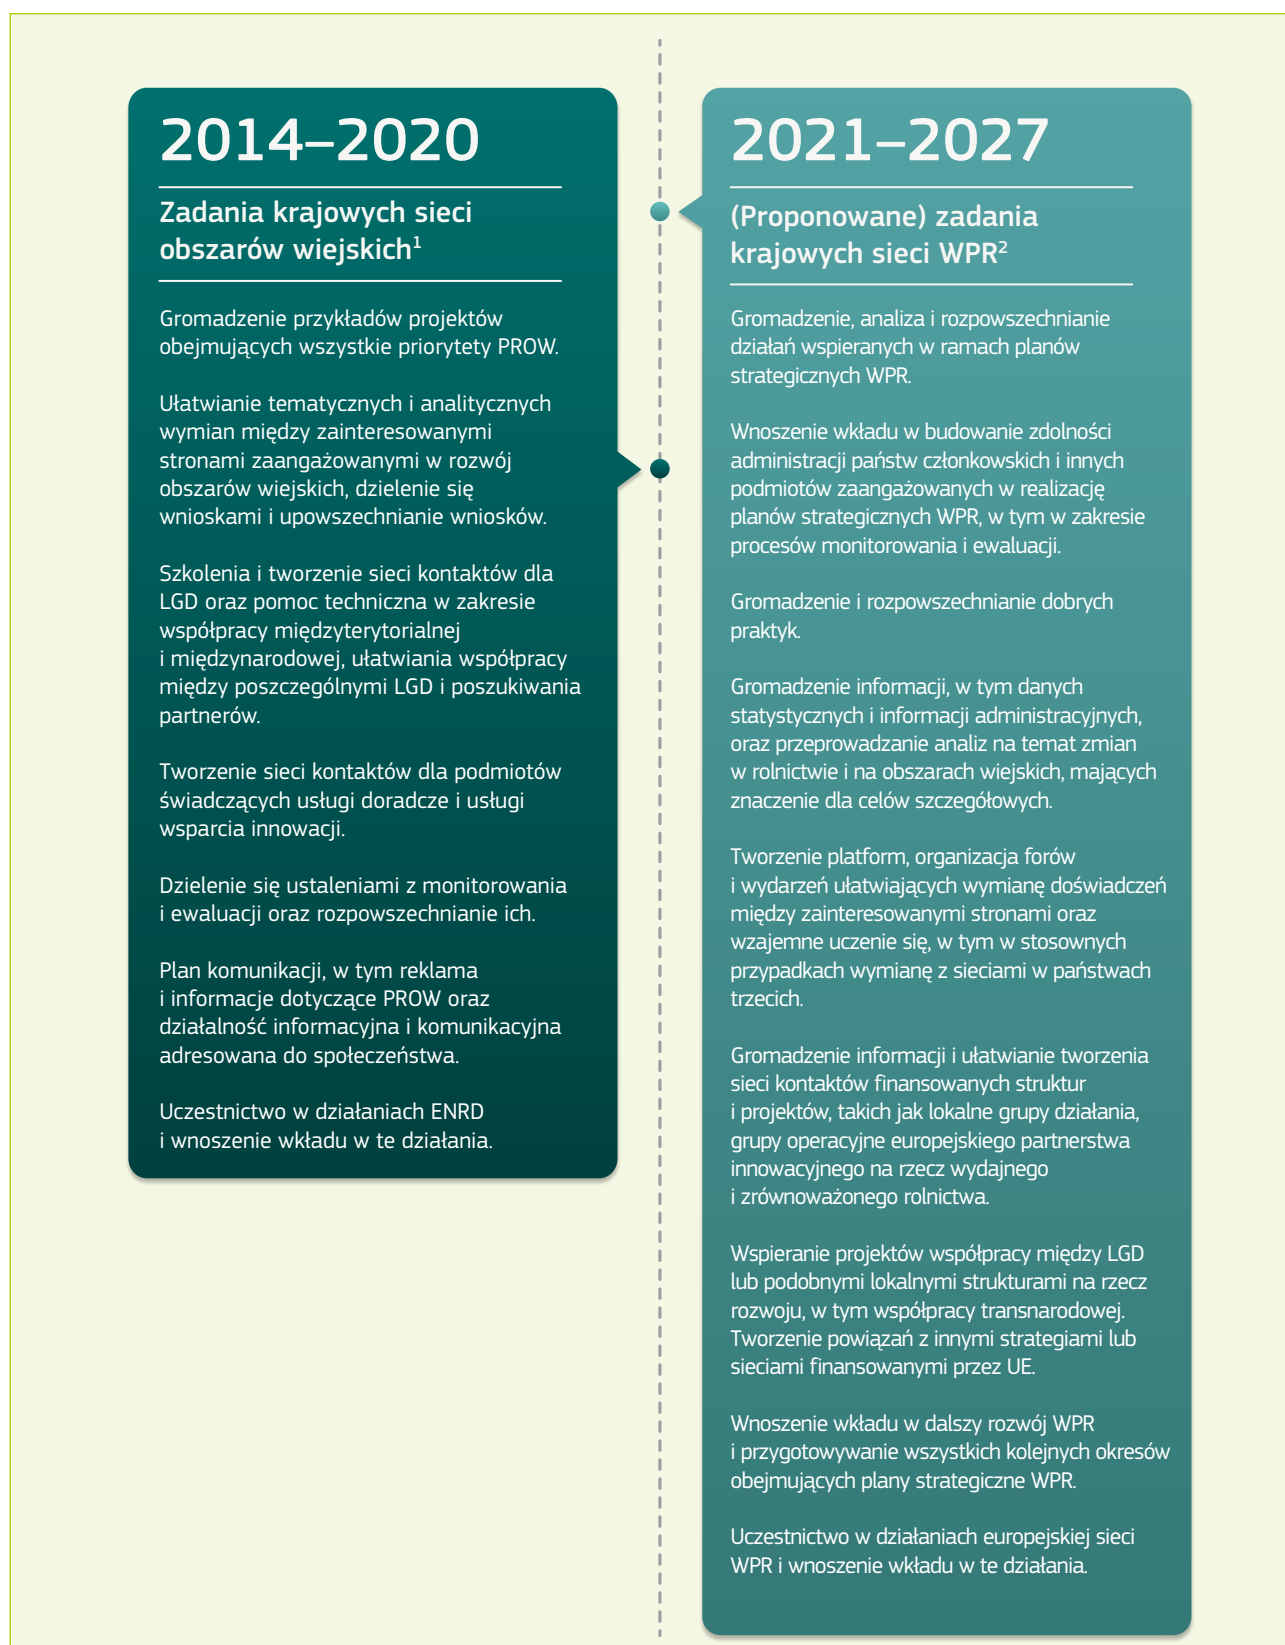 2014–2020
Zadania krajowych sieci
obszarów wiejskich¹
Gromadzenie przykładów projektów
obejmujących wszystkie priorytety PROW.
Ułatwianie tematycznych i analitycznych
wymian między zainteresowanymi
stronami zaangażowanymi w rozwój
obszarów wiejskich, dzielenie się
wnioskami i upowszechnianie wniosków.
Szkolenia i tworzenie sieci kontaktów dla
LGD oraz pomoc techniczna w zakresie
współpracy międzyterytorialnej
i międzynarodowej, ułatwiania współpracy
między poszczególnymi LGD i poszukiwania
partnerów.
Tworzenie sieci kontaktów dla podmiotów
świadczących usługi doradcze i usługi
wsparcia innowacji.
Dzielenie się ustaleniami z monitorowania
i ewaluacji oraz rozpowszechnianie ich.
Plan komunikacji, w tym reklama
i informacje dotyczące PROW oraz
działalność informacyjna i komunikacyjna
adresowana do społeczeństwa.
Uczestnictwo w działaniach ENRD
i wnoszenie wkładu w te działania.
2021–2027
(Proponowane) zadania
krajowych sieci WPR²
Gromadzenie, analiza i rozpowszechnianie
działań wspieranych w ramach planów
strategicznych WPR.
Wnoszenie wkładu w budowanie zdolności
administracji państw członkowskich i innych
podmiotów zaangażowanych w realizację
planów strategicznych WPR, w tym w zakresie
procesów monitorowania i ewaluacji.
Gromadzenie i rozpowszechnianie dobrych
praktyk.
Gromadzenie informacji, w tym danych
statystycznych i informacji administracyjnych,
oraz przeprowadzanie analiz na temat zmian
w rolnictwie i na obszarach wiejskich, mających
znaczenie dla celów szczegółowych.
Tworzenie platform, organizacja forów
i wydarzeń ułatwiających wymianę doświadczeń
między zainteresowanymi stronami oraz
wzajemne uczenie się, w tym w stosownych
przypadkach wymianę z sieciami w państwach
trzecich.
Gromadzenie informacji i ułatwianie tworzenia
sieci kontaktów finansowanych struktur
i projektów, takich jak lokalne grupy działania,
grupy operacyjne europejskiego partnerstwa
innowacyjnego na rzecz wydajnego
i zrównoważonego rolnictwa.
Wspieranie projektów współpracy między LGD
lub podobnymi lokalnymi strukturami na rzecz
rozwoju, w tym współpracy transnarodowej.
Tworzenie powiązań z innymi strategiami lub
sieciami finansowanymi przez UE.
Wnoszenie wkładu w dalszy rozwój WPR
i przygotowywanie wszystkich kolejnych okresów
obejmujących plany strategiczne WPR.
Uczestnictwo w działaniach europejskiej sieci
WPR i wnoszenie wkładu w te działania.